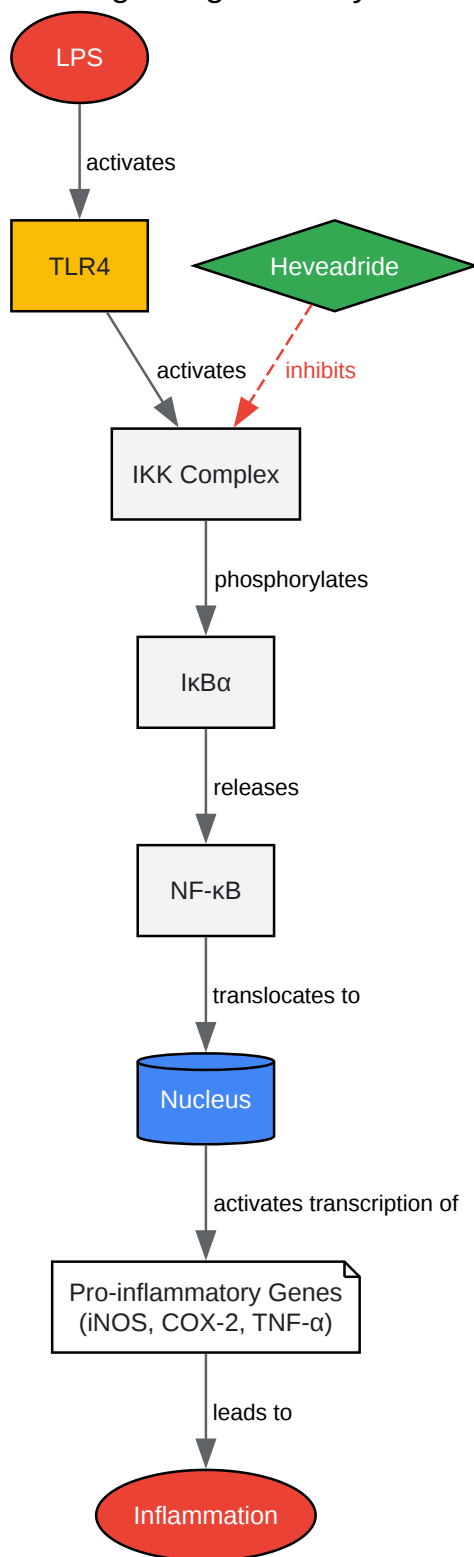 LPS
activates
TLR4
Heveadride
activates
inhibits
IKK Complex
phosphorylates
IκBα
releases
NF-κB
translocates to
Nucleus
activates transcription of
Pro-inflammatory Genes
(iNOS, COX-2, TNF-α)
leads to
Inflammation